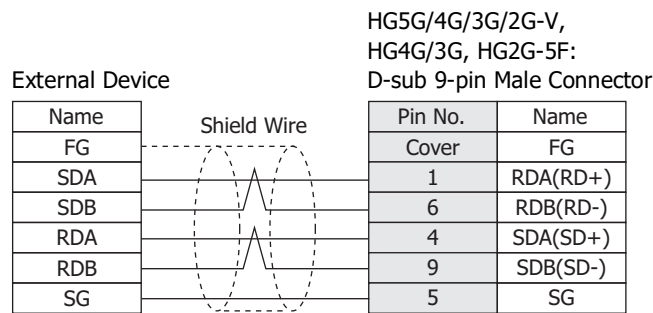 HG5G/4G/3G/2G-V,
HG4G/3G, HG2G-5F:
External Device D-sub 9-pin Male Connector
Name Shield Wire Pin No. Name
FG Cover FG
SDA 1 RDA(RD+)
SDB 6 RDB(RD-)
RDA 4 SDA(SD+)
RDB 9 SDB(SD-)
SG 5 SG